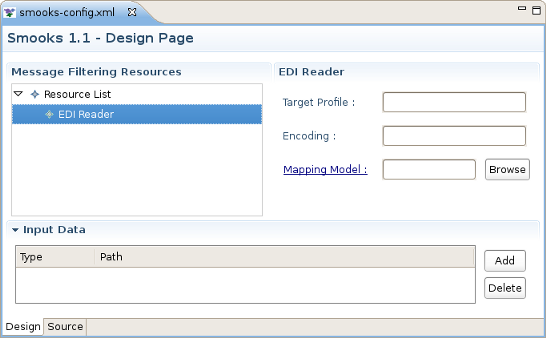 smooks-config.xml
Smooks 1.1 - Design Page
Message Filtering Resources
Resource List
EDI Reader
EDI Reader
Target Profile :
Encoding :
Mapping Model :
Browse
Input Data
Type Path
Add
Delete
Design Source